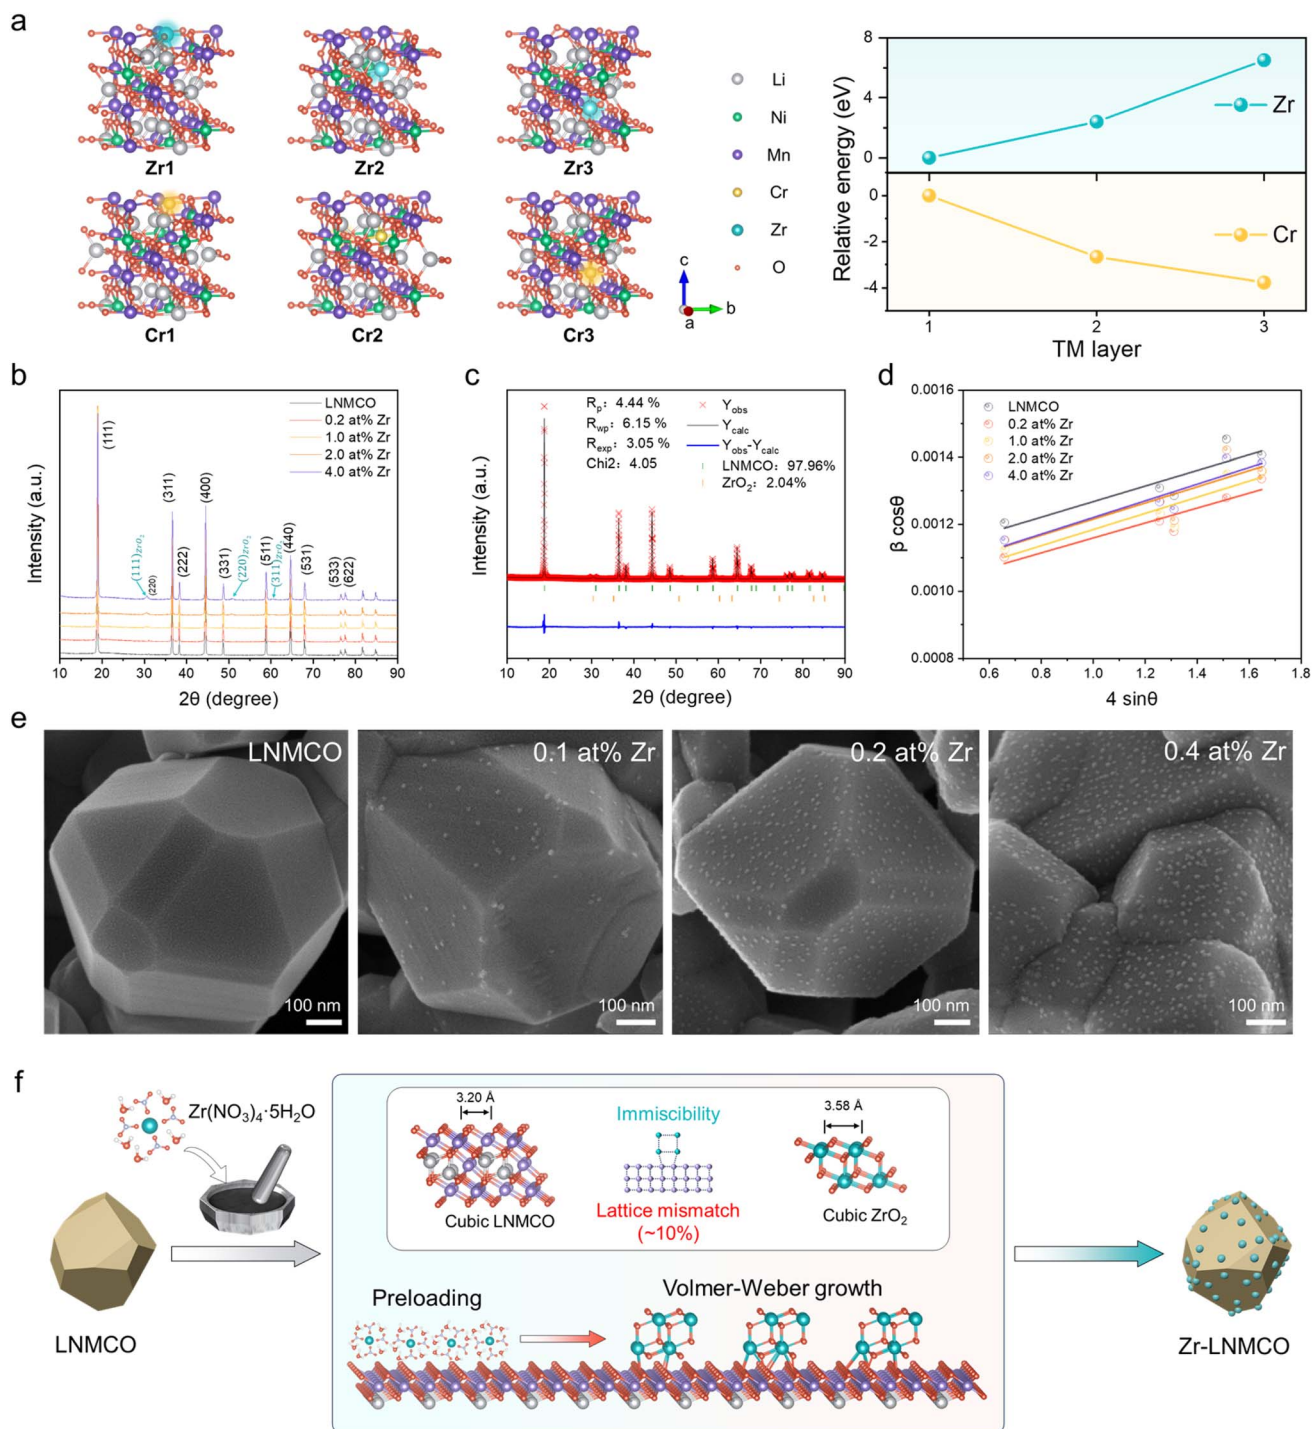 a
Zr1
Zr2
Zr3
Cr1
Cr2
Cr3
Li
Ni
Mn
Cr
Zr
O
c
b
a
Relative energy (eV)
8
4
0
0
-2
-4
Zr
Cr
1
2
3
TM layer
b
Intensity (a.u.)
LNMCO
0.2 at% Zr
1.0 at% Zr
2.0 at% Zr
4.0 at% Zr
(111)
(111)ZrO2
(220)
(311)
(222)
(400)
(331)
(220)ZrO2
(511)
(311)ZrO2
(440)
(531)
(533)
(622)
10 20 30 40 50 60 70 80 90
2θ (degree)
c
Intensity (a.u.)
Rp： 4.44 %
Rwp： 6.15 %
Rexp： 3.05 %
Chi2： 4.05
Yobs
Ycalc
Yobs-Ycalc
LNMCO： 97.96%
ZrO2： 2.04%
10 20 30 40 50 60 70 80 90
2θ (degree)
d
β cosθ
0.0016
0.0014
0.0012
0.0010
0.0008
LNMCO
0.2 at% Zr
1.0 at% Zr
2.0 at% Zr
4.0 at% Zr
0.6 0.8 1.0 1.2 1.4 1.6 1.8
4 sinθ
e
LNMCO
100 nm
0.1 at% Zr
100 nm
0.2 at% Zr
100 nm
0.4 at% Zr
100 nm
f
Zr(NO3)4·5H2O
LNMCO
3.20 Å
Cubic LNMCO
Immiscibility
Lattice mismatch
(~10%)
3.58 Å
Cubic ZrO2
Preloading
Volmer-Weber growth
Zr-LNMCO